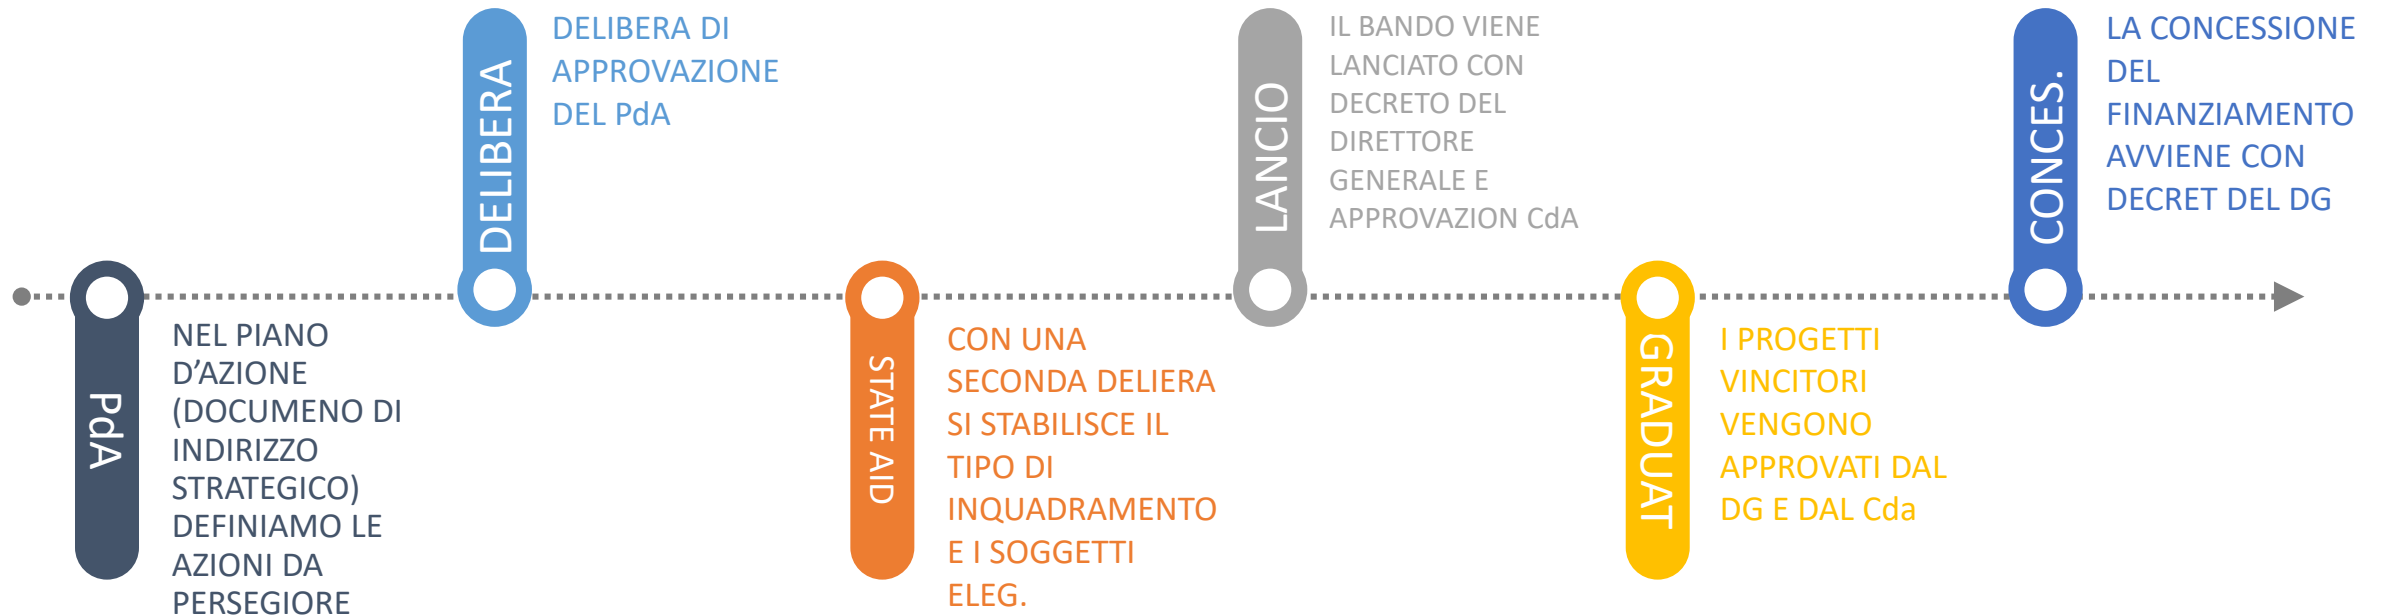 PdA
NEL PIANO
D’AZIONE
(DOCUMENO DI
INDIRIZZO
STRATEGICO)
DEFINIAMO LE
AZIONI DA
PERSEGIORE
DELIBERA
DELIBERA DI
APPROVAZIONE
DEL PdA
STATE AID
CON UNA
SECONDA DELIERA
SI STABILISCE IL
TIPO DI
INQUADRAMENTO
E I SOGGETTI
ELEG.
LANCIO
IL BANDO VIENE
LANCIATO CON
DECRETO DEL
DIRETTORE
GENERALE E
APPROVAZION CdA
GRADUAT
I PROGETTI
VINCITORI
VENGONO
APPROVATI DAL
DG E DAL Cda
CONCES.
LA CONCESSIONE
DEL
FINANZIAMENTO
AVVIENE CON
DECRET DEL DG